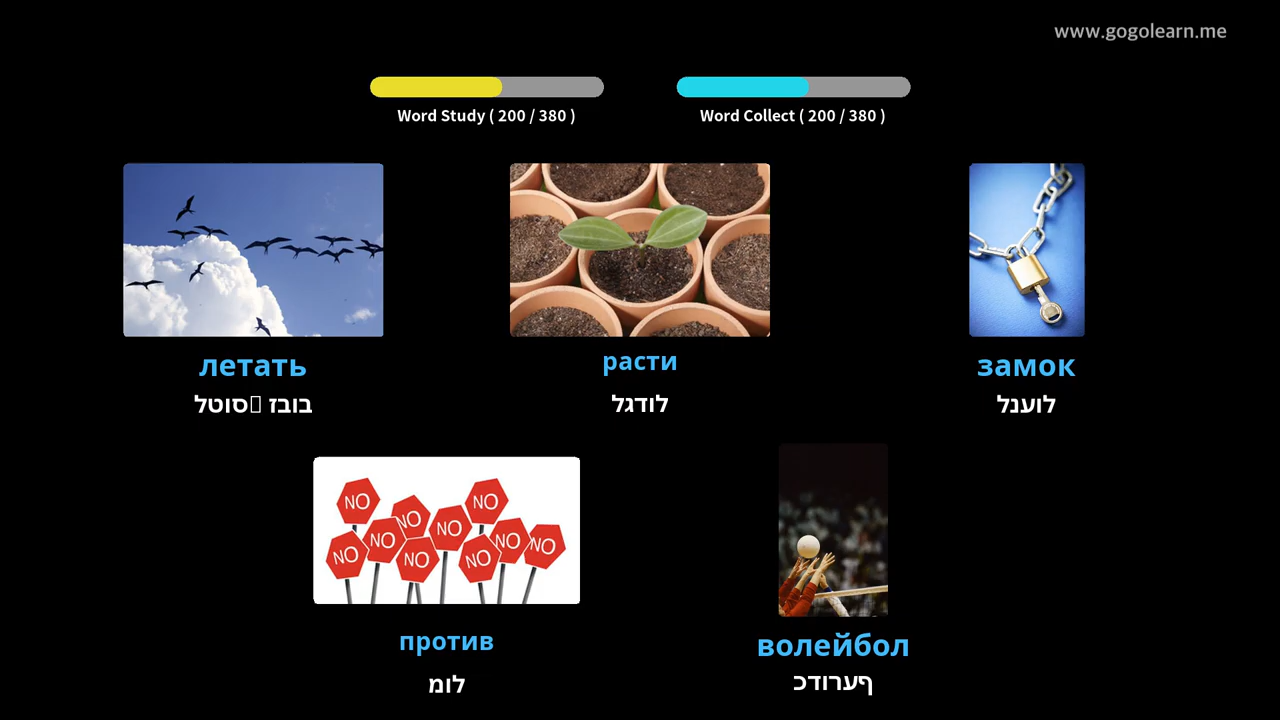 www.gogolearn.me
Word Study ( 200 / 380 )
Word Collect ( 200 / 380 )
летать
בובז סוטל
расти
לודגל
замок
לוענל
NO
NO
NO
NO
NO
NO
NO
NO
NO
NO
против
לומ
волейбол
ףערודכ